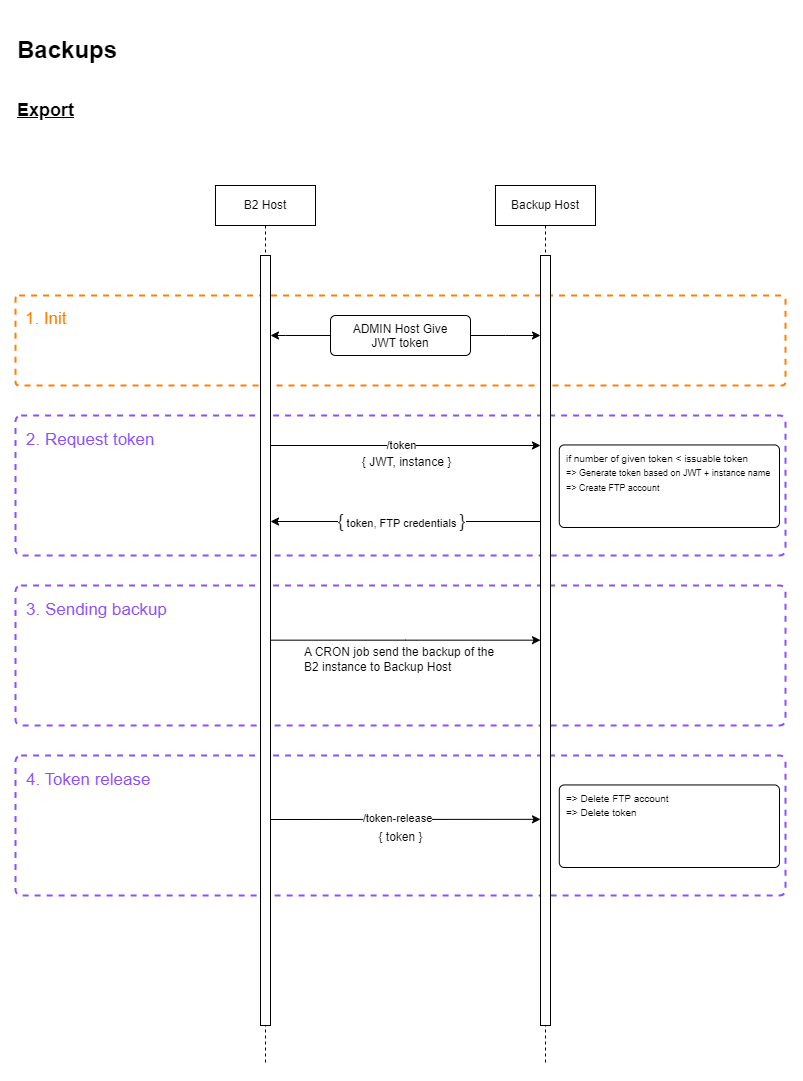 Backups
Export
B2 Host
Backup Host
1. Init
ADMIN Host Give
JWT token
2. Request token
/token
{ JWT, instance }
if number of given token < issuable token
=> Generate token based on JWT + instance name
=> Create FTP account
{ token, FTP credentials }
3. Sending backup
A CRON job send the backup of the
B2 instance to Backup Host
4. Token release
=> Delete FTP account
=> Delete token
/token-release
{ token }